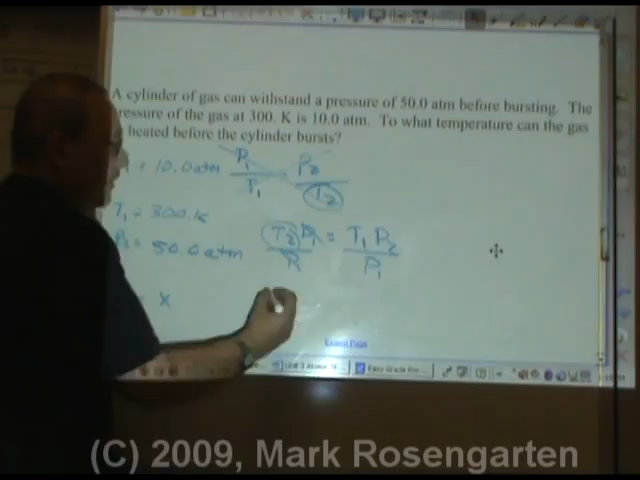 A cylinder of gas can withstand a pressure of 50.0 atm before bursting. The
pressure of the gas at 300. K is 10.0 atm. To what temperature can the gas
heated before the cylinder bursts?
= 10.0 atm P₁ P₂
T₁ T₂
T₁ = 300.K
P₂ = 50.0 atm T₂ P₁ = T₁ P₂
P₁ P₁
= X
Easy Grade
(C) 2009, Mark Rosengarten